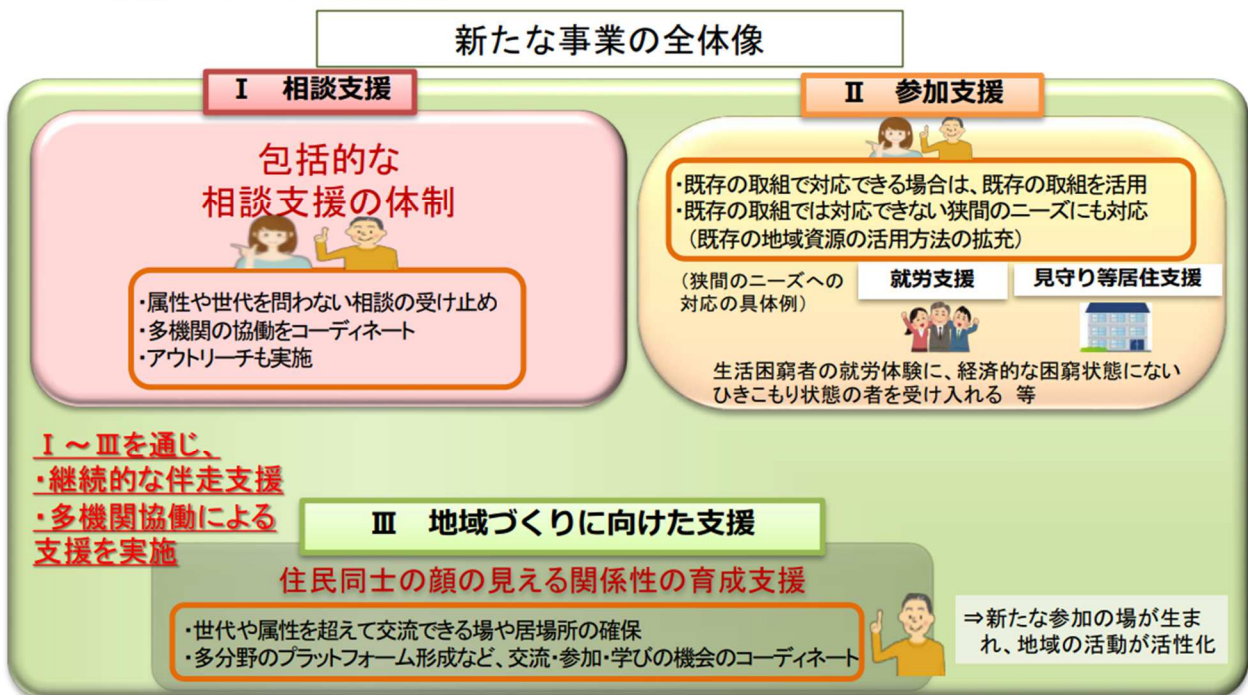 新たな事業の全体像
Ⅰ 相談支援
包括的な
相談支援の体制
・属性や世代を問わない相談の受け止め
・多機関の協働をコーディネート
・アウトリーチも実施
Ⅱ 参加支援
・既存の取組で対応できる場合は、既存の取組を活用
・既存の取組では対応できない狭間のニーズにも対応
（既存の地域資源の活用方法の拡充）
（狭間のニーズへの
対応の具体例）
就労支援
見守り等居住支援
生活困窮者の就労体験に、経済的な困窮状態にない
ひきこもり状態の者を受け入れる 等
Ⅰ～Ⅲを通じ、
・継続的な伴走支援
・多機関協働による
支援を実施
Ⅲ 地域づくりに向けた支援
住民同士の顔の見える関係性の育成支援
・世代や属性を超えて交流できる場や居場所の確保
・多分野のプラットフォーム形成など、交流・参加・学びの機会のコーディネート
⇒新たな参加の場が生ま
れ、地域の活動が活性化